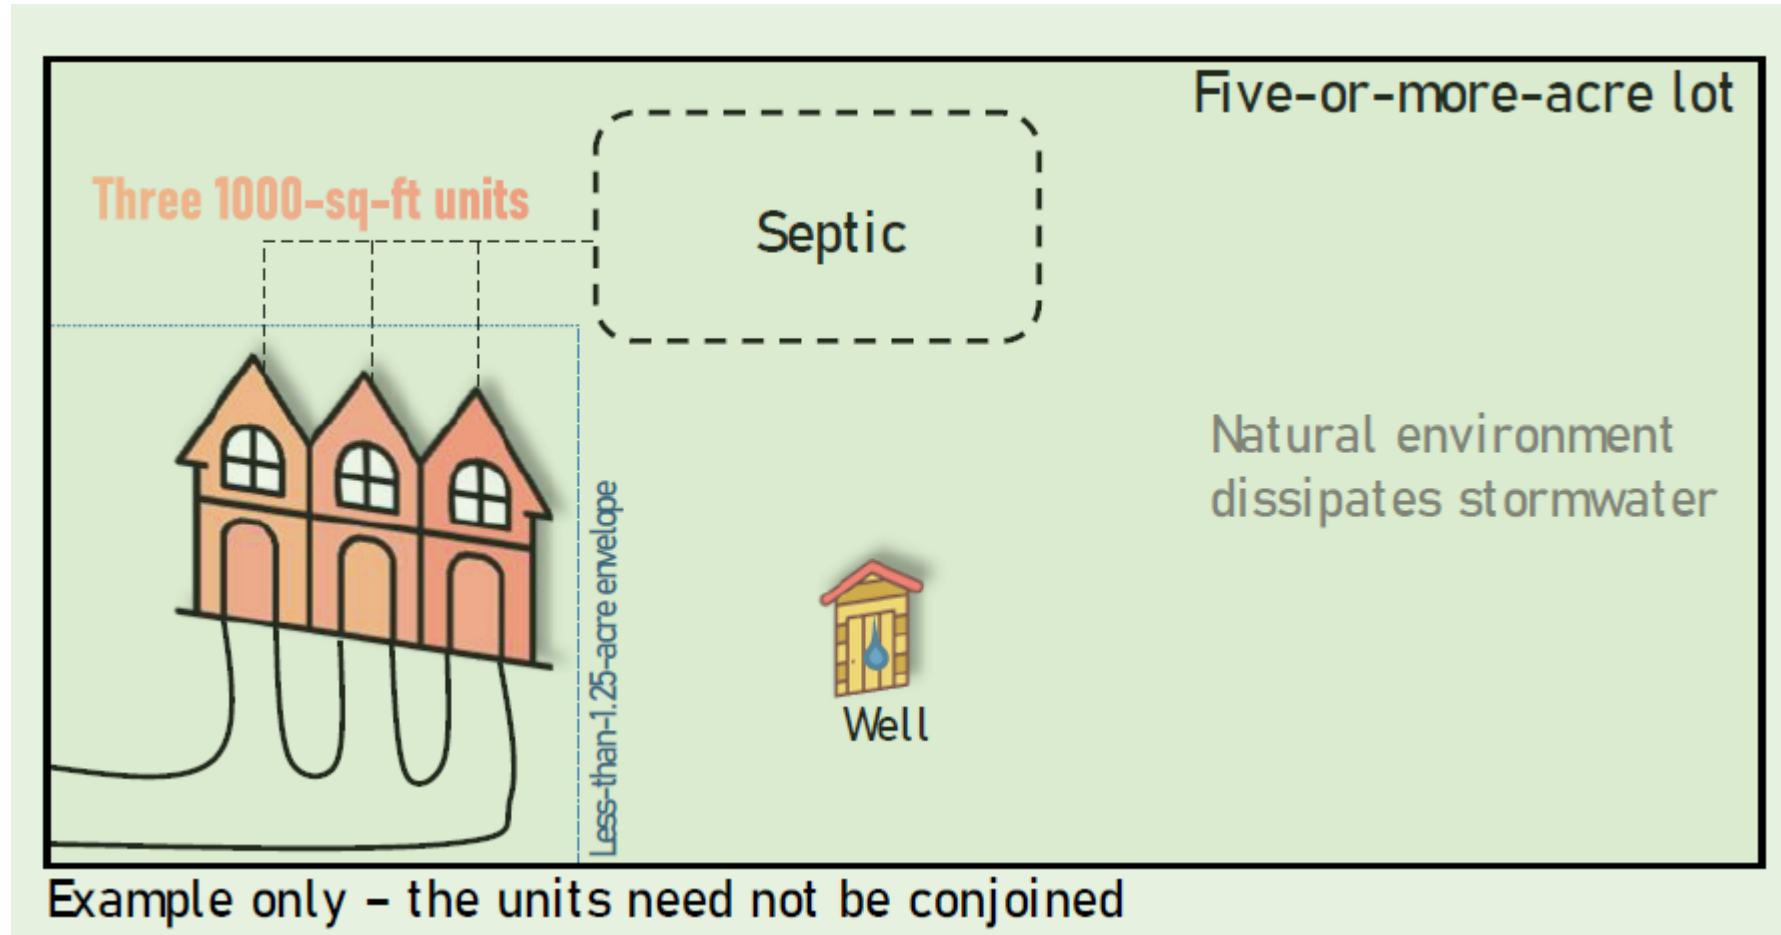 Five-or-more-acre lot
Three 1000-sq-ft units
Septic
Natural environment
dissipates stormwater
Less-than-1.25-acre envelope
Well
Example only – the units need not be conjoined